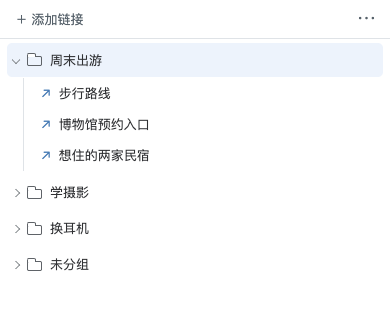 + 添加链接
周末出游
步行路线
博物馆预约入口
想住的两家民宿
学摄影
换耳机
未分组